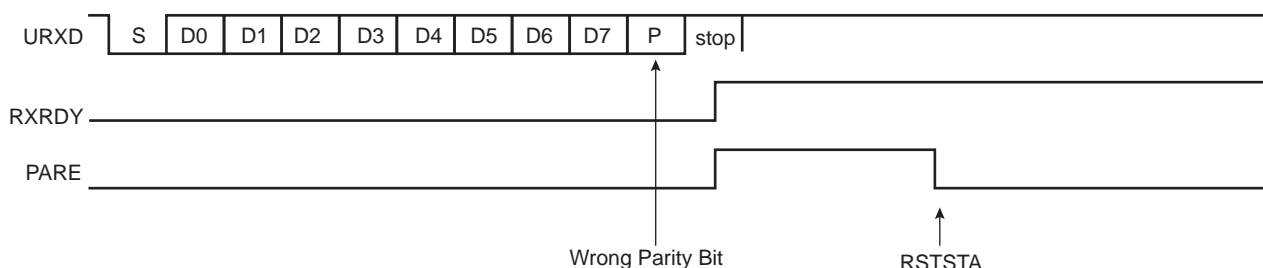 URXD S D0 D1 D2 D3 D4 D5 D6 D7 P stop
RXRDY
PARE
Wrong Parity Bit RSTSTA